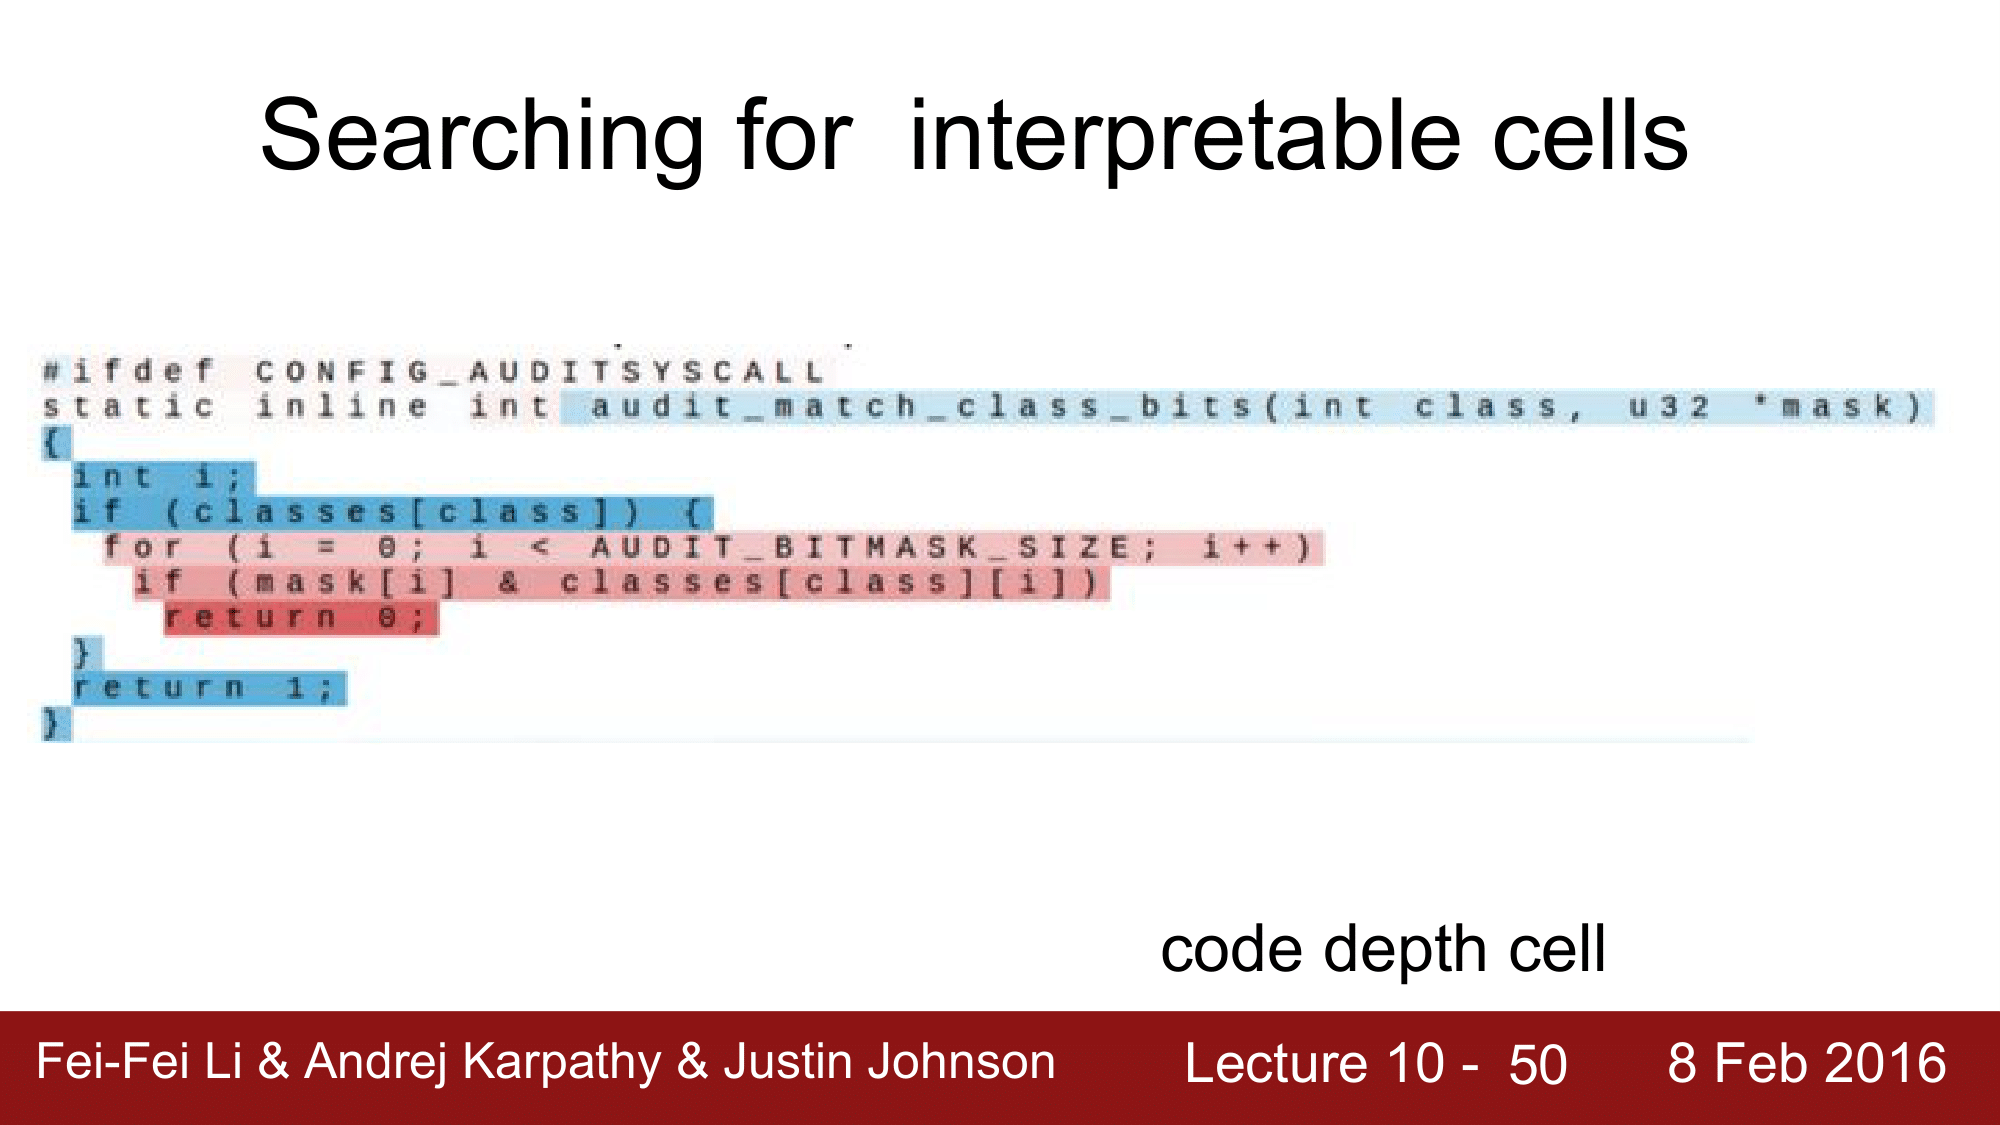 Searching for  interpretable cells
#ifdef CONFIG_AUDITSYSCALL
static inline int audit_match_class_bits(int class, u32 *mask)
{
 int i;
 if (classes[class]) {
  for (i = 0; i < AUDIT_BITMASK_SIZE; i++)
   if (mask[i] & classes[class][i])
    return 0;
 }
 return 1;
}
code depth cell
Fei-Fei Li & Andrej Karpathy & Justin Johnson Lecture 10 - 50 8 Feb 2016